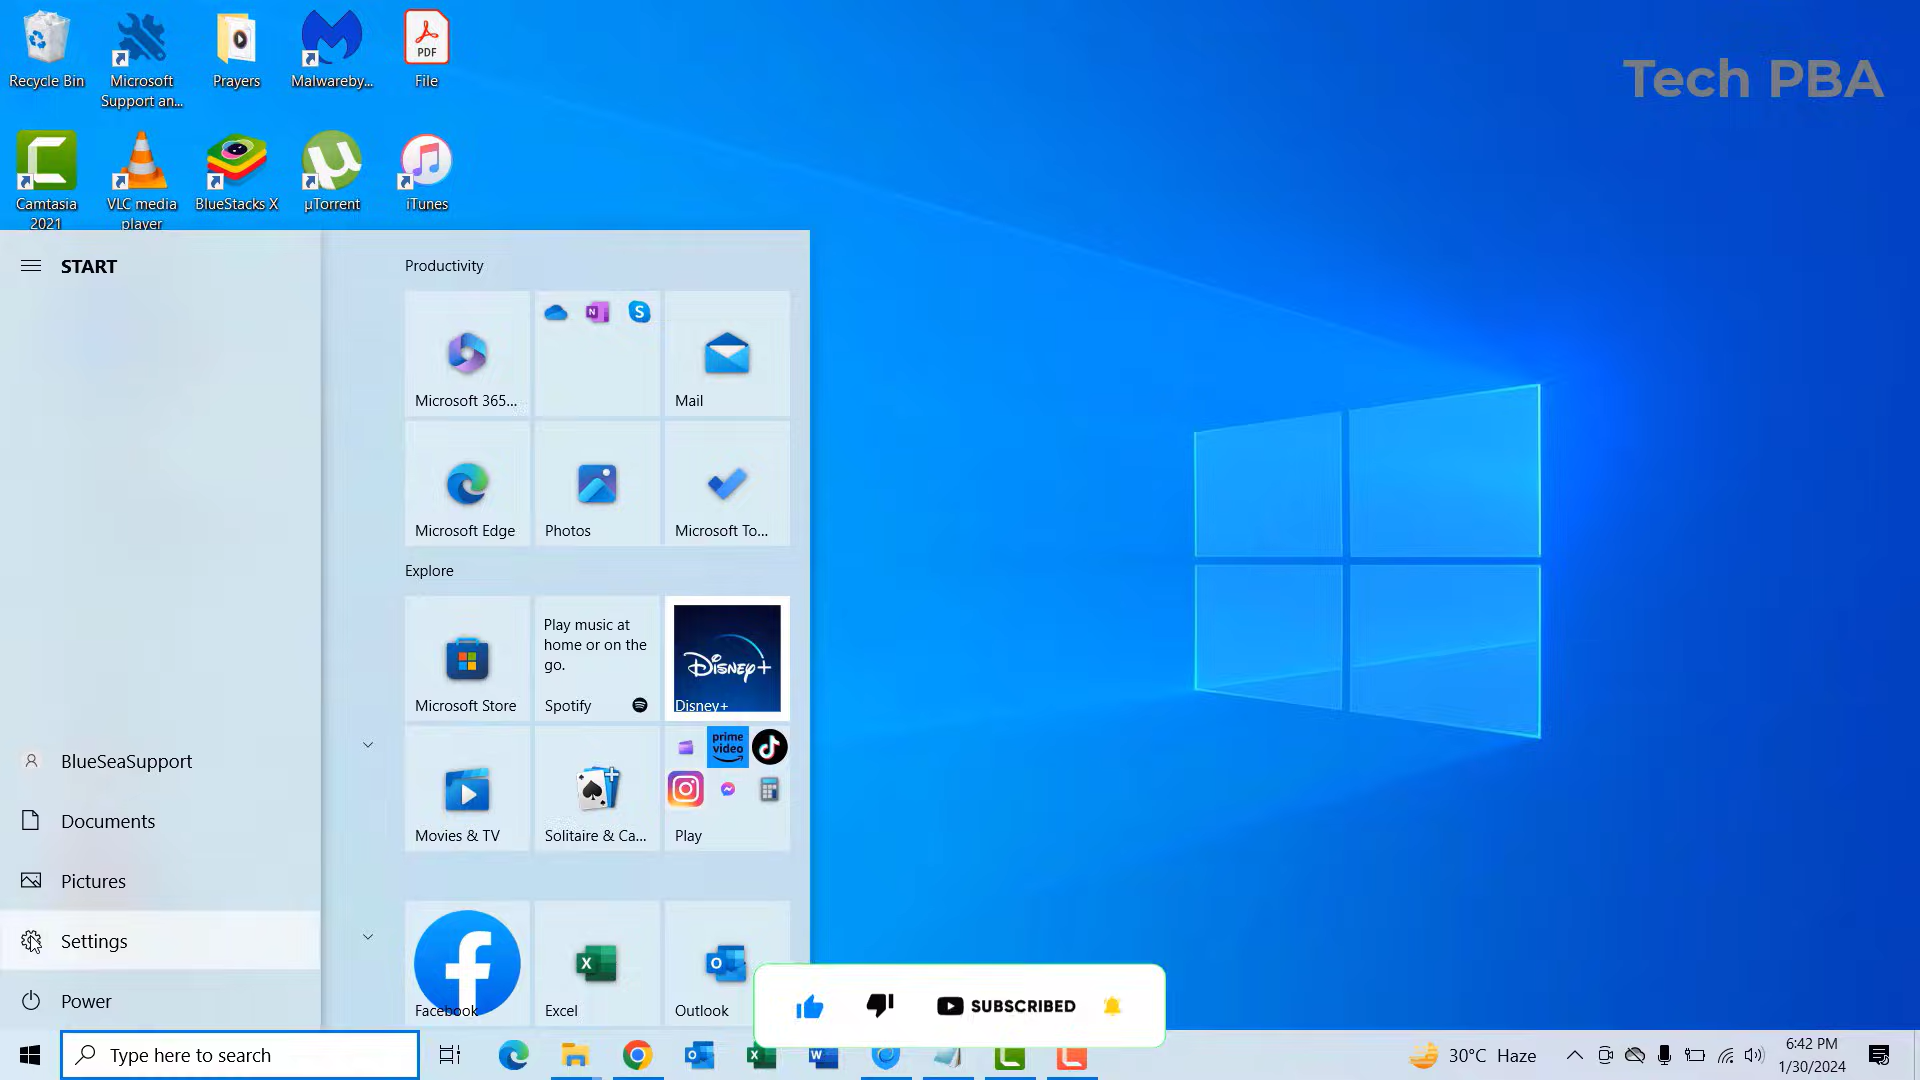 Recycle Bin
Microsoft
Support an...
Prayers
Malwareby...
PDF
File
Tech PBA
Camtasia
2021
VLC media
player
BlueStacks X
µTorrent
iTunes
START
Productivity
N
S
Microsoft 365...
Mail
Microsoft Edge
Photos
Microsoft To...
Explore
Microsoft Store
Play music at
home or on the
go.
Spotify
Disney+
Disney+
prime
video
Movies & TV
Solitaire & Ca...
Play
BlueSeaSupport
Documents
Pictures
Settings
Power
Facebook
X
Excel
O
Outlook
SUBSCRIBED
Type here to search
30°C Haze
6:42 PM
1/30/2024